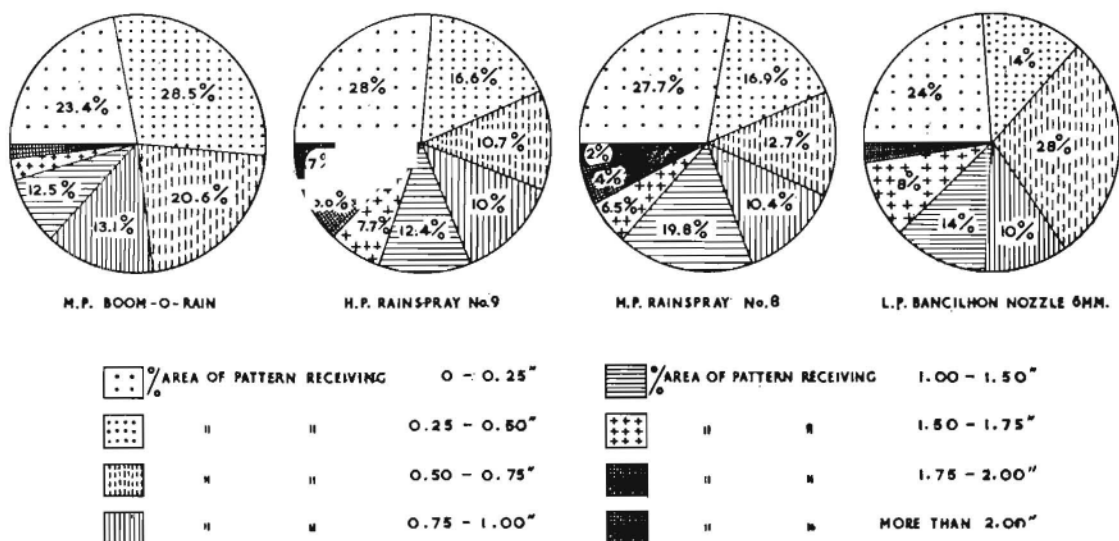 23.4% 28.5% 20.6% 13.1% 12.5%
M.P. BOOM-O-RAIN
28% 16.6% 10.7% 10% 12.4% 7.7%
H.P. RAINSPRAY No.9
27.7% 16.9% 12.7% 10.4% 19.8% 6.5% 4% 2%
M.P. RAINSPRAY No.8
24% 14% 28% 10% 14% 8%
L.P. BANCILHON NOZZLE 6MM.
% AREA OF PATTERN RECEIVING 0 - 0.25"
" " 0.25 - 0.50"
" " 0.50 - 0.75"
" " 0.75 - 1.00"
% AREA OF PATTERN RECEIVING 1.00 - 1.50"
" " 1.50 - 1.75"
" " 1.75 - 2.00"
" " MORE THAN 2.00"